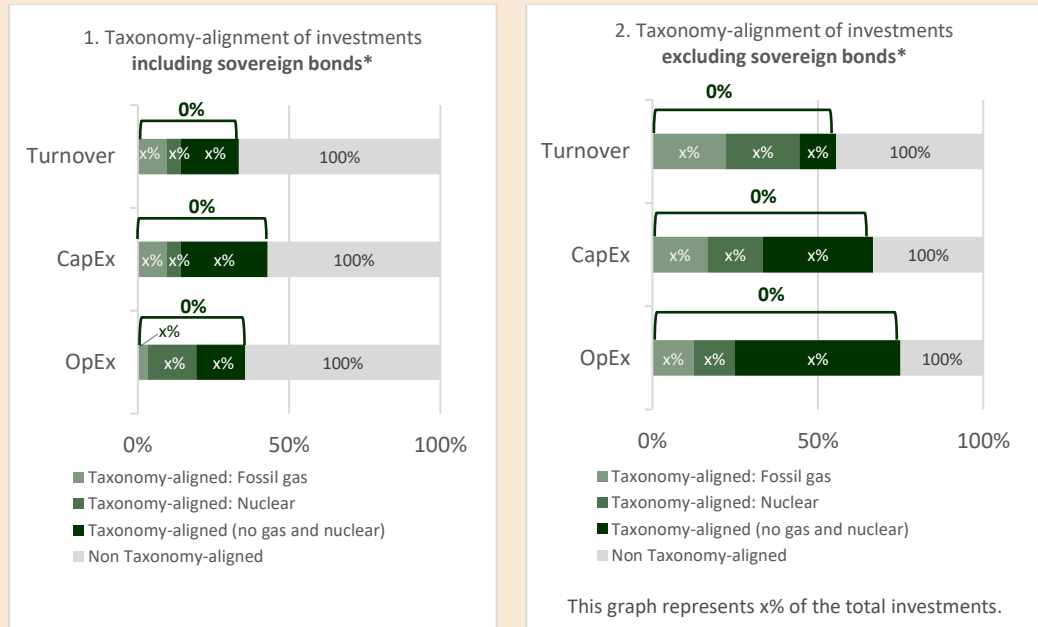 1. Taxonomy-alignment of investments
including sovereign bonds*
0%
Turnover
x% x% x% 100%
0%
CapEx
x% x% x% 100%
0%
x%
OpEx
x% x% 100%
0% 50% 100%
Taxonomy-aligned: Fossil gas
Taxonomy-aligned: Nuclear
Taxonomy-aligned (no gas and nuclear)
Non Taxonomy-aligned
2. Taxonomy-alignment of investments
excluding sovereign bonds*
0%
Turnover
x% x% x% 100%
0%
CapEx
x% x% x% 100%
0%
OpEx
x% x% x% 100%
0% 50% 100%
Taxonomy-aligned: Fossil gas
Taxonomy-aligned: Nuclear
Taxonomy-aligned (no gas and nuclear)
Non Taxonomy-aligned
This graph represents x% of the total investments.